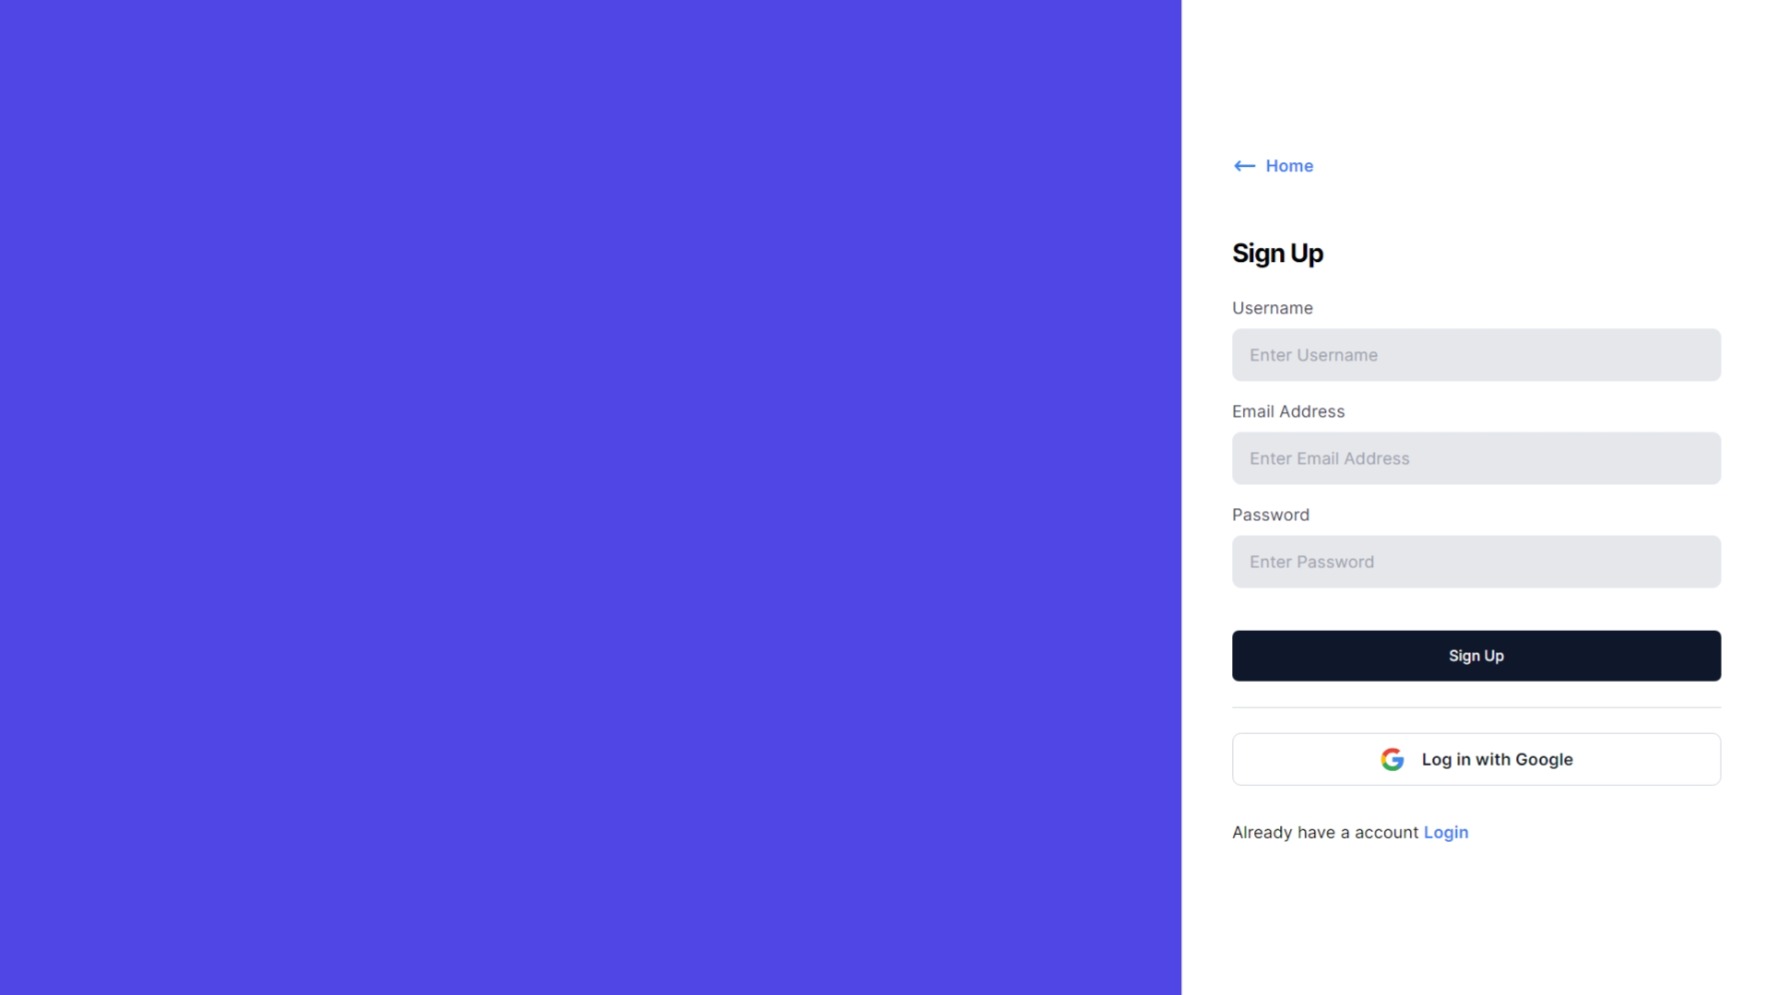 Home
Sign Up
Username
Enter Username
Email Address
Enter Email Address
Password
Enter Password
Sign Up
Log in with Google
Already have a account Login